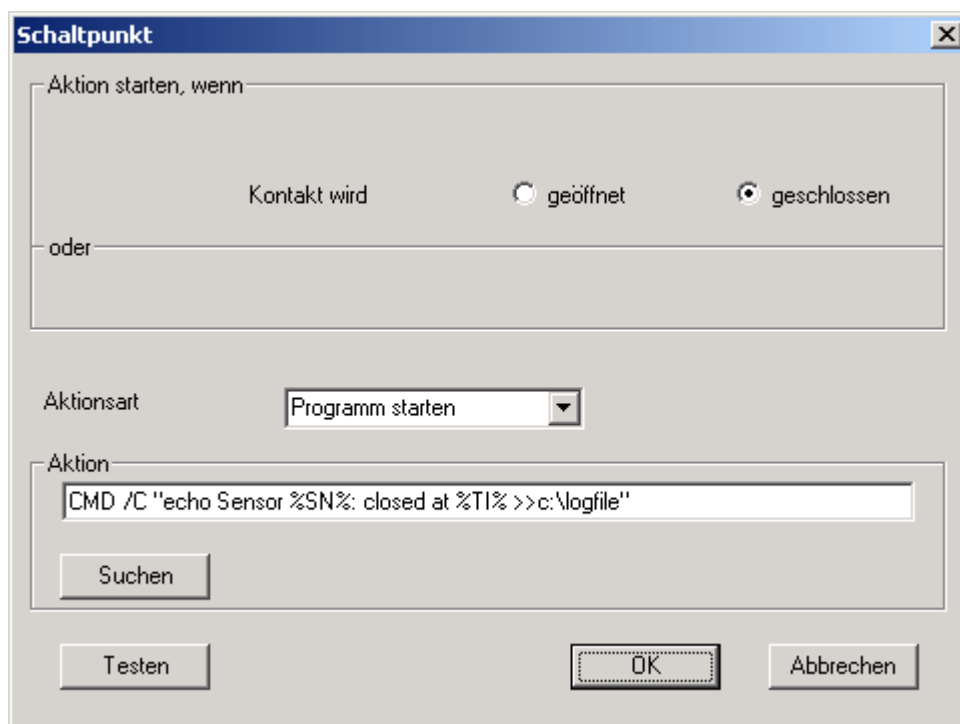 Schaltpunkt
Aktion starten, wenn
Kontakt wird geöffnet geschlossen
oder
Aktionsart Programm starten
Aktion
CMD /C "echo Sensor %SN%: closed at %TI% >>c:\logfile"
Suchen
Testen OK Abbrechen